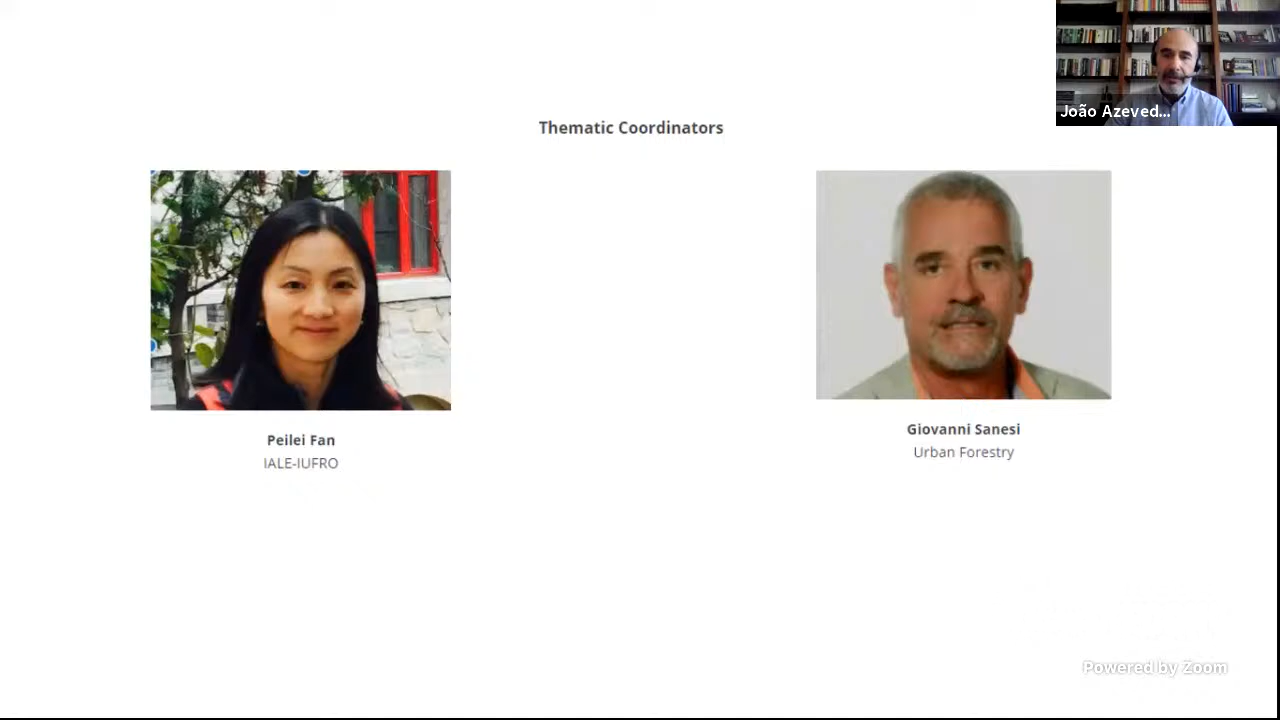 João Azeved...
Thematic Coordinators
Peilei Fan
IALE-IUFRO
Giovanni Sanesi
Urban Forestry
Powered by Zoom